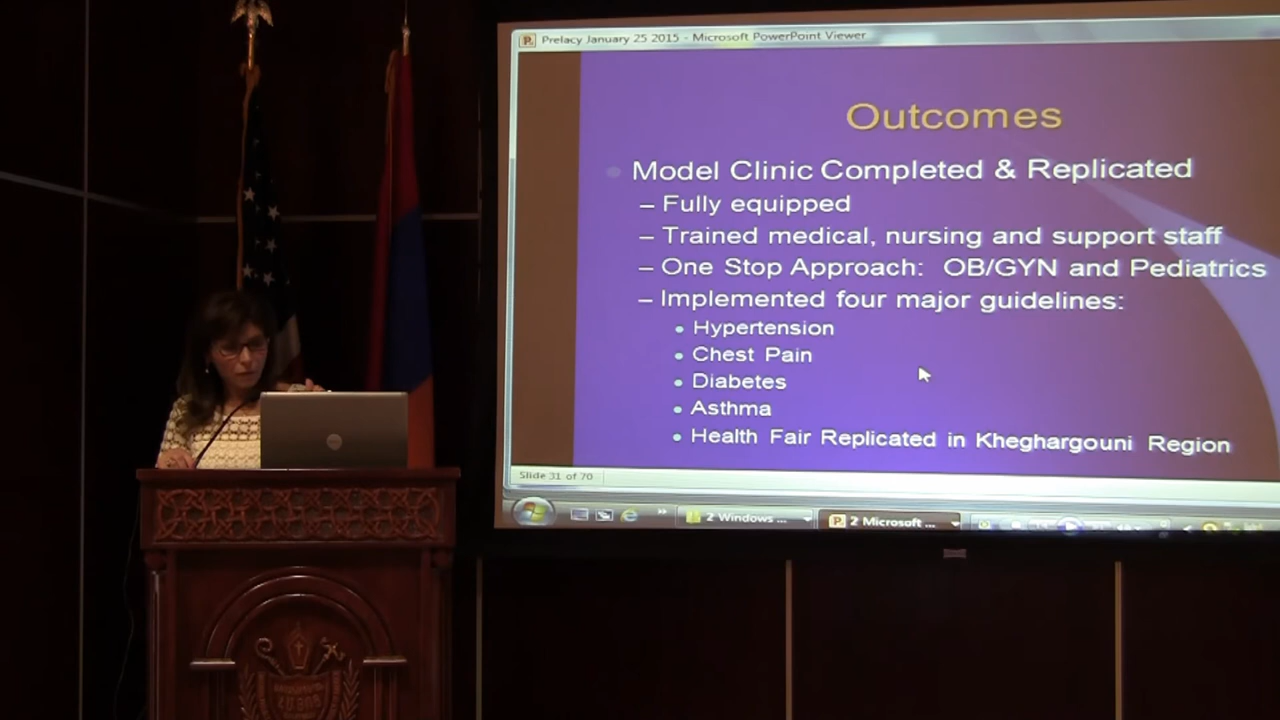 Prelacy January 25 2015 - Microsoft PowerPoint Viewer
Outcomes
Model Clinic Completed & Replicated
– Fully equipped
– Trained medical, nursing and support staff
– One Stop Approach: OB/GYN and Pediatrics
– Implemented four major guidelines:
• Hypertension
• Chest Pain
• Diabetes
• Asthma
• Health Fair Replicated in Kheghargouni Region
Slide 31 of 70
2 Windows ...
2 Microsoft ...
DELL